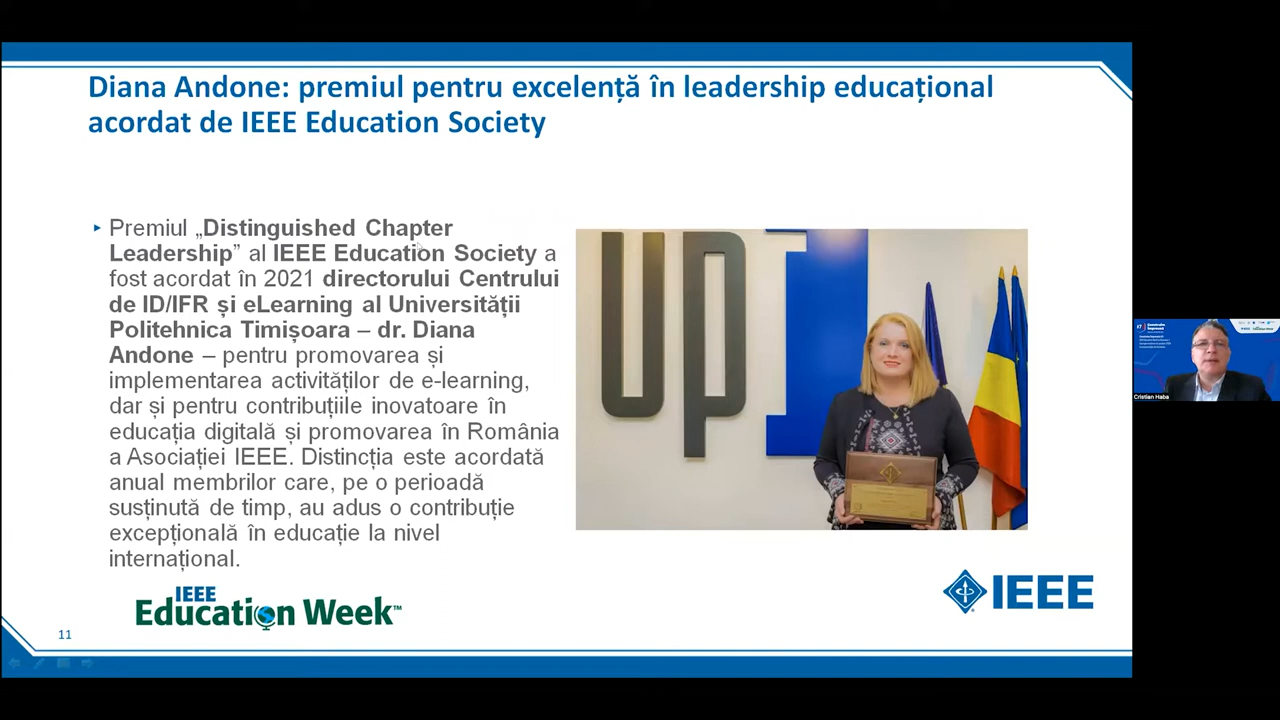 Diana Andone: premiul pentru excelență în leadership educațional
acordat de IEEE Education Society
Premiul „Distinguished Chapter
Leadership” al IEEE Education Society a
fost acordat în 2021 directorului Centrului
de ID/IFR și eLearning al Universității
Politehnica Timișoara – dr. Diana
Andone – pentru promovarea și
implementarea activităților de e-learning,
dar și pentru contribuțiile inovatoare în
educația digitală și promovarea în România
a Asociației IEEE. Distincția este acordată
anual membrilor care, pe o perioadă
susținută de timp, au adus o contribuție
excepțională în educație la nivel
internațional.
upt
IEEE
Education Week™
IEEE
11
Construim
Împreună
Cristian Haba